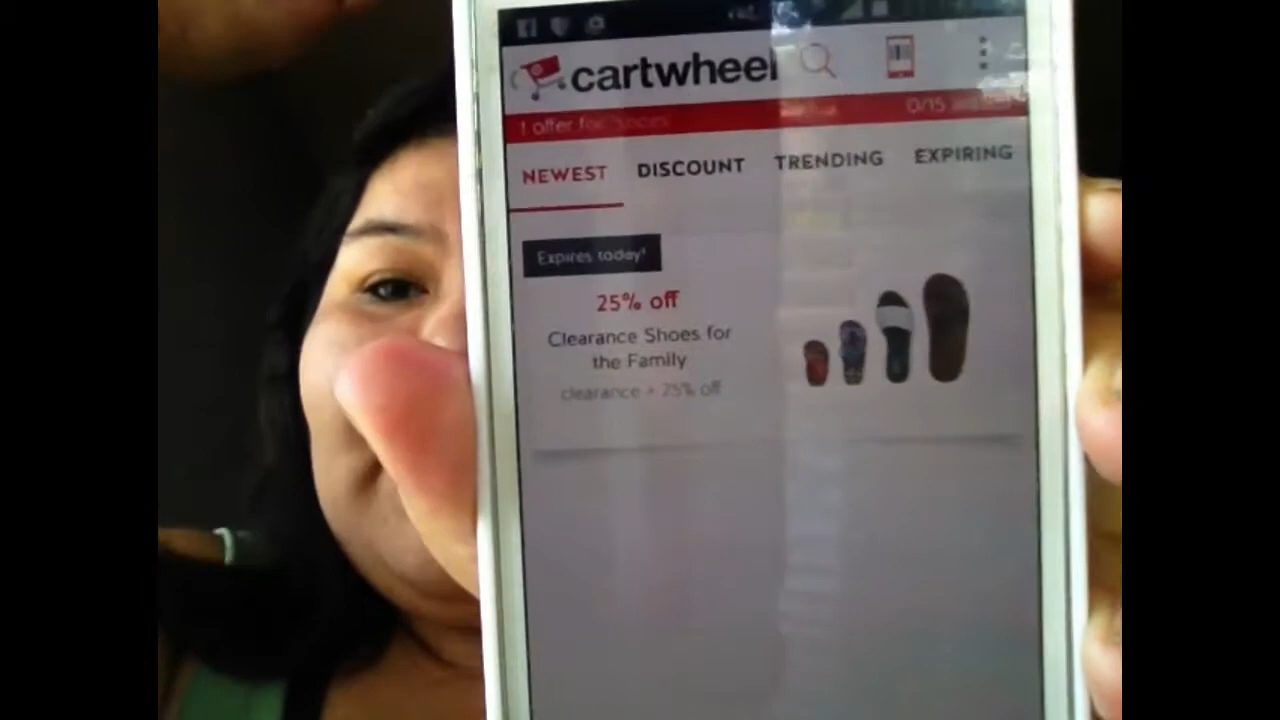 cartwheel
1 offer for Shoes
0/15
NEWEST DISCOUNT TRENDING EXPIRING
Expires today!
25% off
Clearance Shoes for
the Family
clearance + 25% off